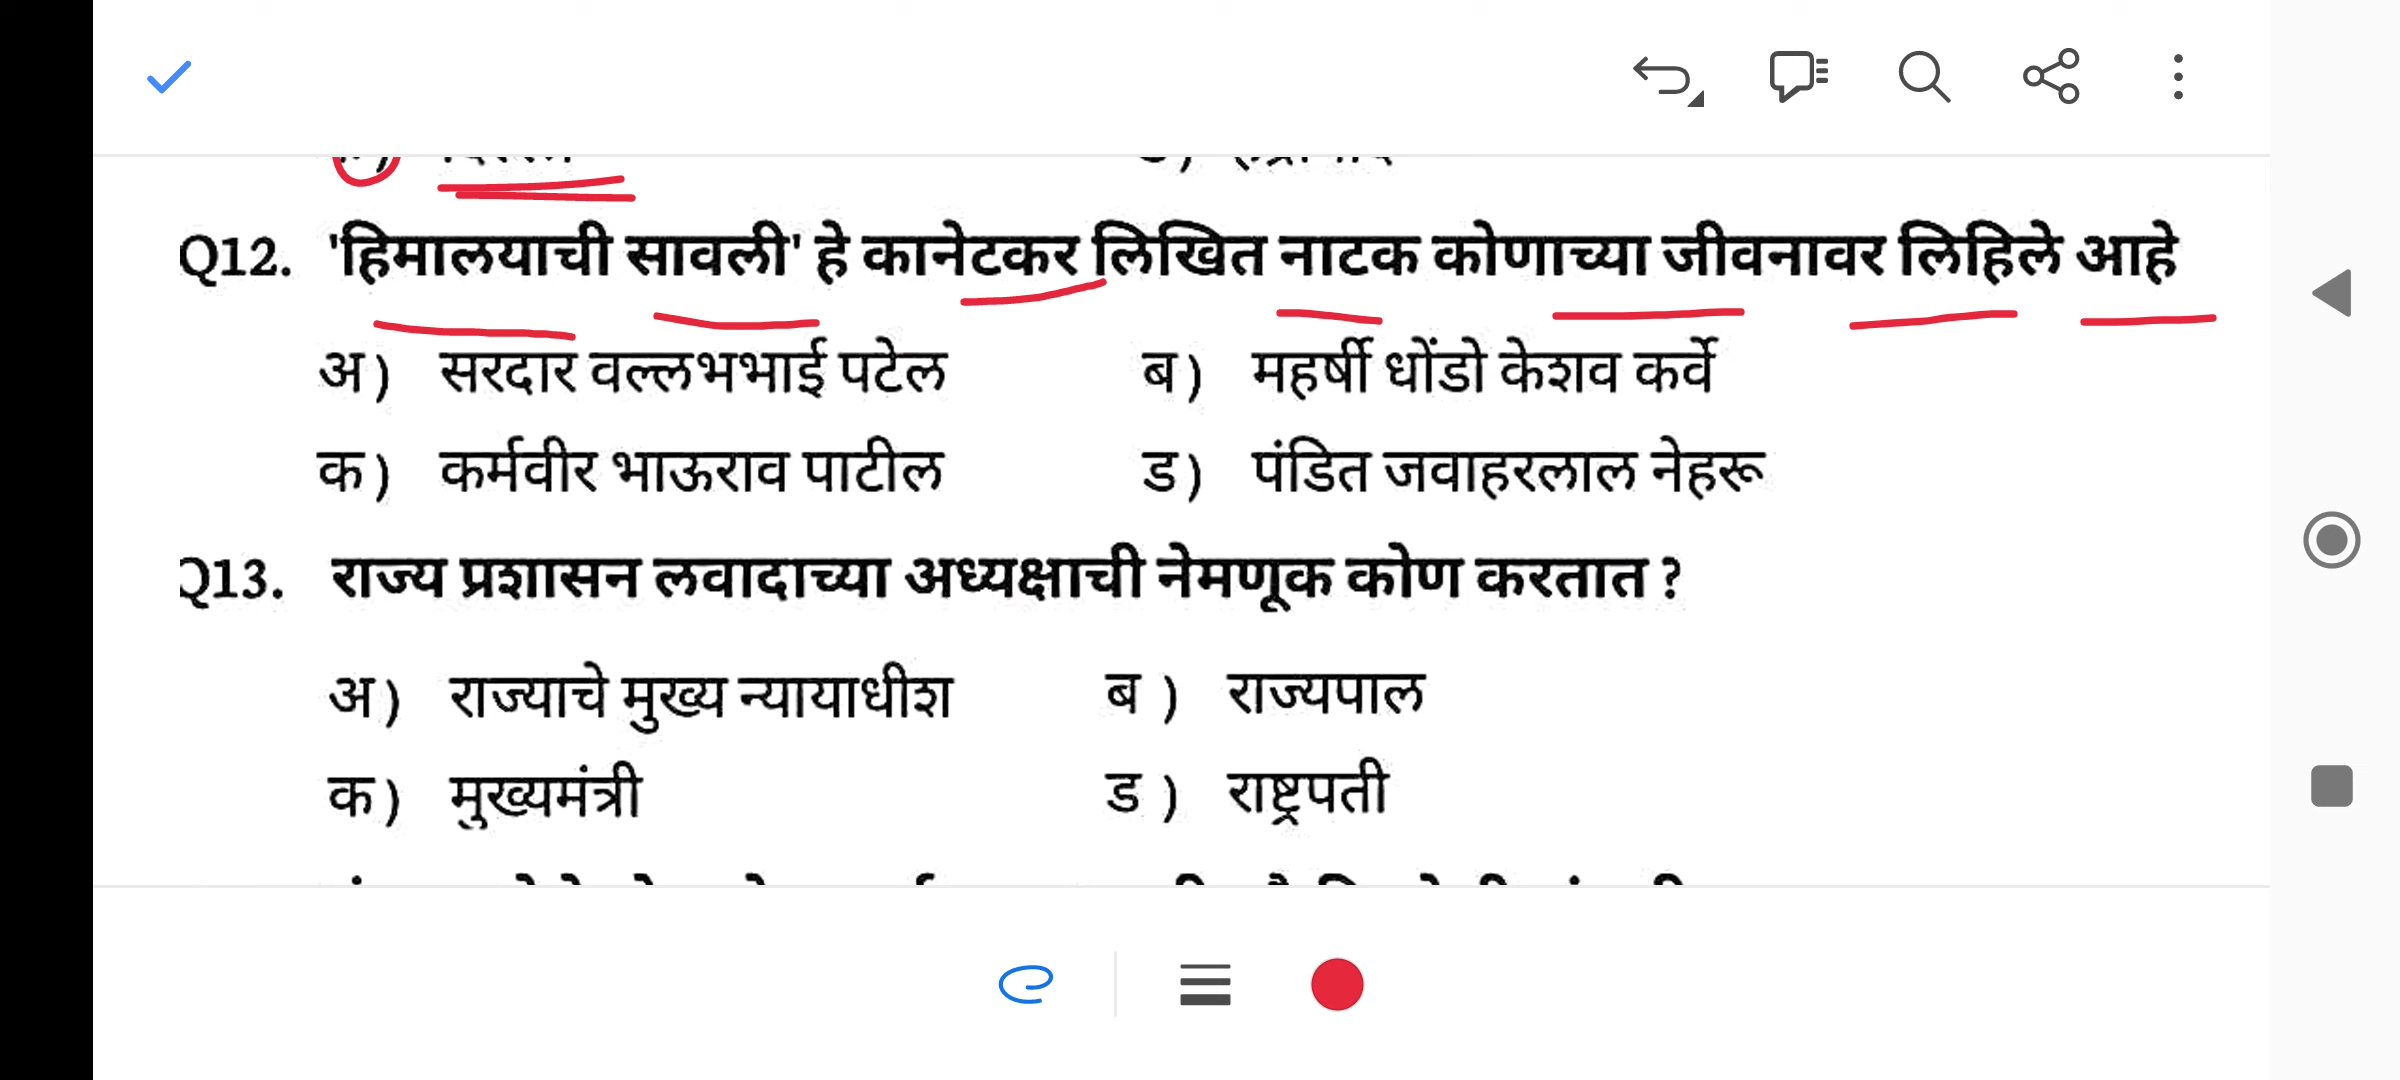 Q12. 'हिमालयाची सावली' हे कानेटकर लिखित नाटक कोणाच्या जीवनावर लिहिले आहे
अ) सरदार वल्लभभाई पटेल ब) महर्षी धोंडो केशव कर्वे
क) कर्मवीर भाऊराव पाटील ड) पंडित जवाहरलाल नेहरू
Q13. राज्य प्रशासन लवादाच्या अध्यक्षाची नेमणूक कोण करतात ?
अ) राज्याचे मुख्य न्यायाधीश ब ) राज्यपाल
क) मुख्यमंत्री ड ) राष्ट्रपती